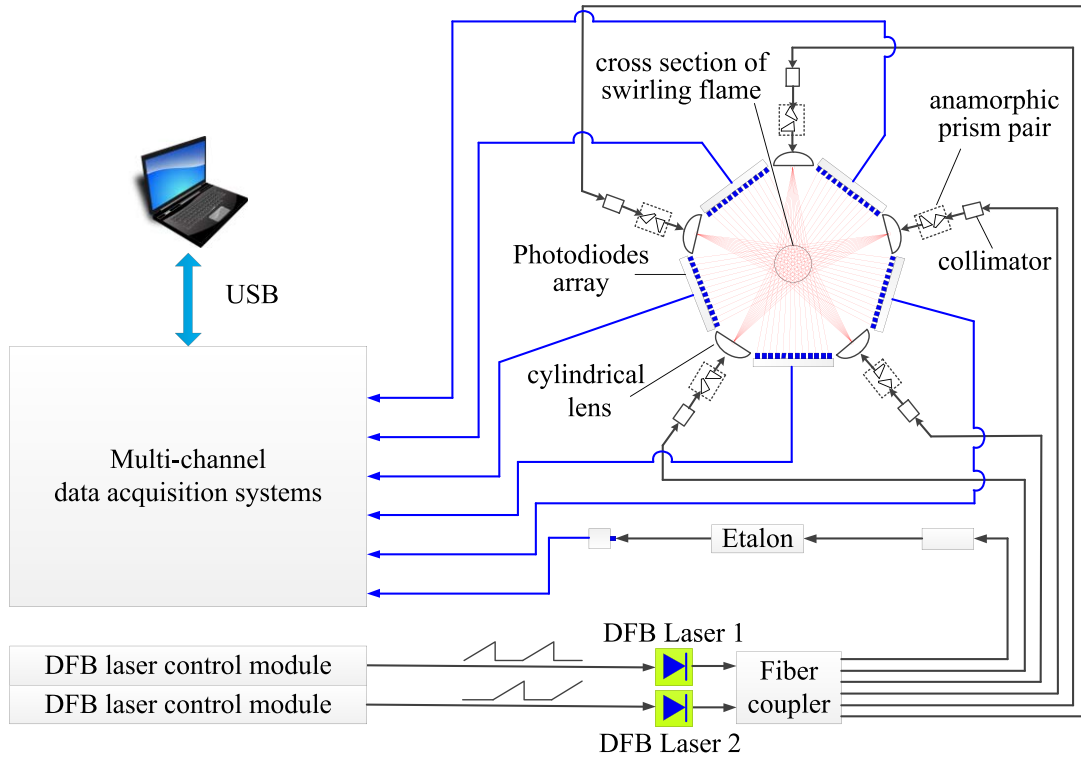 cross section of
swirling flame
anamorphic
prism pair
Photodiodes
array
collimator
USB
cylindrical
lens
Multi-channel
data acquisition systems
Etalon
DFB Laser 1
DFB laser control module
DFB laser control module
Fiber
coupler
DFB Laser 2